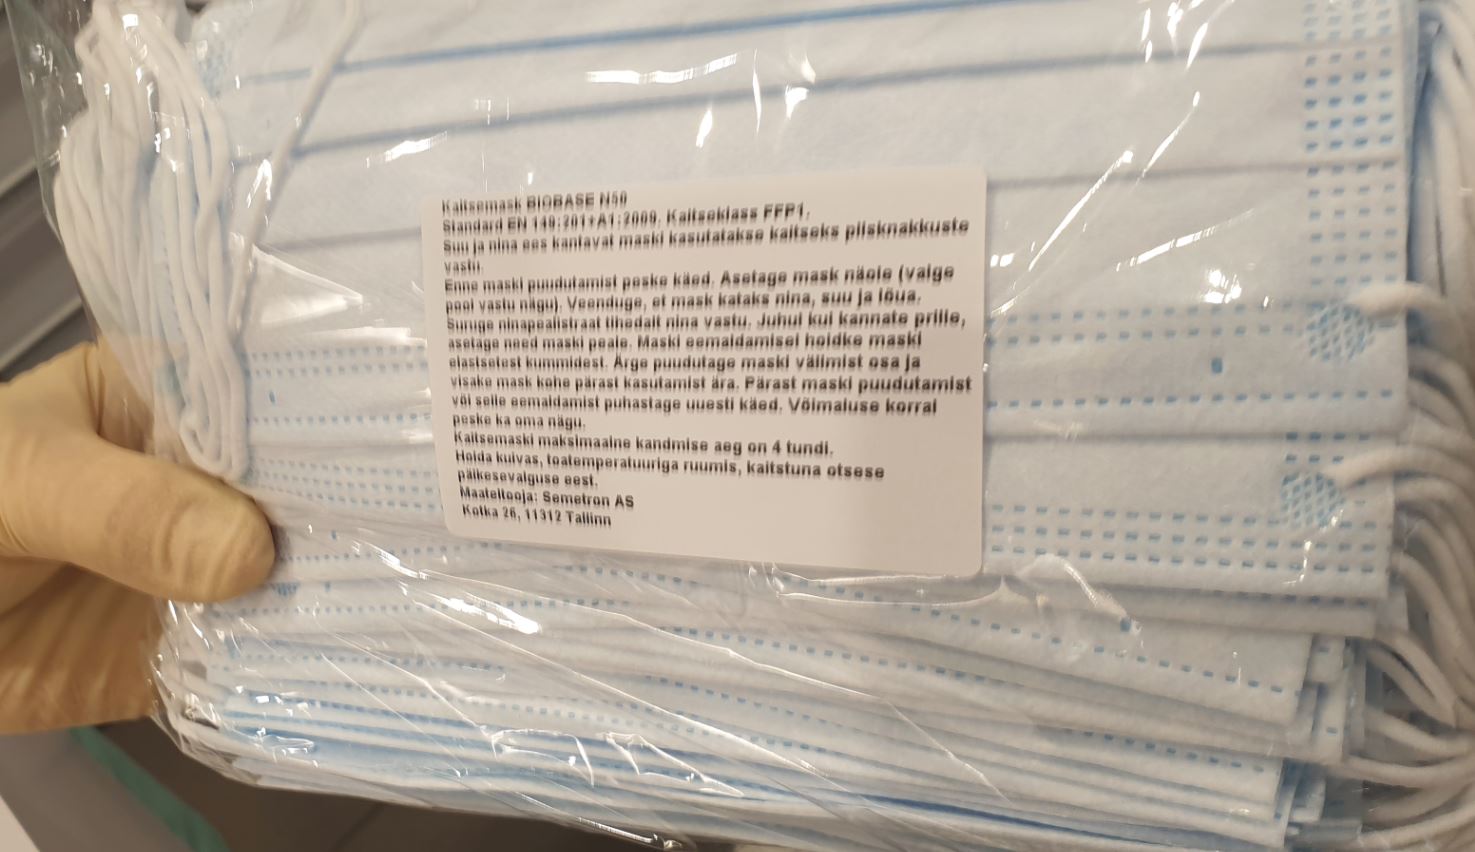 Kaitsemask BIOBASE N50
Standard EN 149:201+A1:2009, Kaitseklass FFP1.
Suu ja nina ees kantavat maski kasutatakse kaitseks piisknakkuste
vastu.
Enne maski puudutamist peske käed. Asetage mask näole (valge
pool vastu nägu). Veenduge, et mask kataks nina, suu ja lõua.
Suruge ninapealistraat tihedalt nina vastu. Juhul kui kannate prille,
asetage need maski peale. Maski eemaldamisel hoidke maski
elastsetest kummidest. Ärge puudutage maski välimist osa ja
visake mask kohe pärast kasutamist ära. Pärast maski puudutamist
või selle eemaldamist puhastage uuesti käed. Võimaluse korral
peske ka oma nägu.
Kaitsemaski maksimaalne kandmise aeg on 4 tundi.
Hoida kuivas, toatemperatuuriga ruumis, kaitstuna otsese
päikesevalguse eest.
Maaletooja: Semetron AS
Kotka 26, 11312 Tallinn